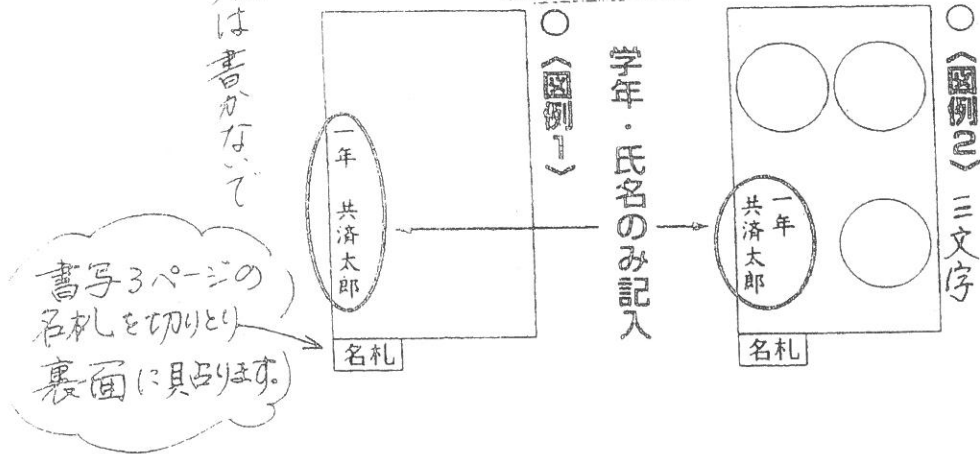 ○〈図例2〉三文字
一年
共済太郎
名札
学年・氏名のみ記入
○〈図例1〉
一年 共済太郎
名札
は書かないで
書写3ページの
名札を切りとり
裏面に貼ります。